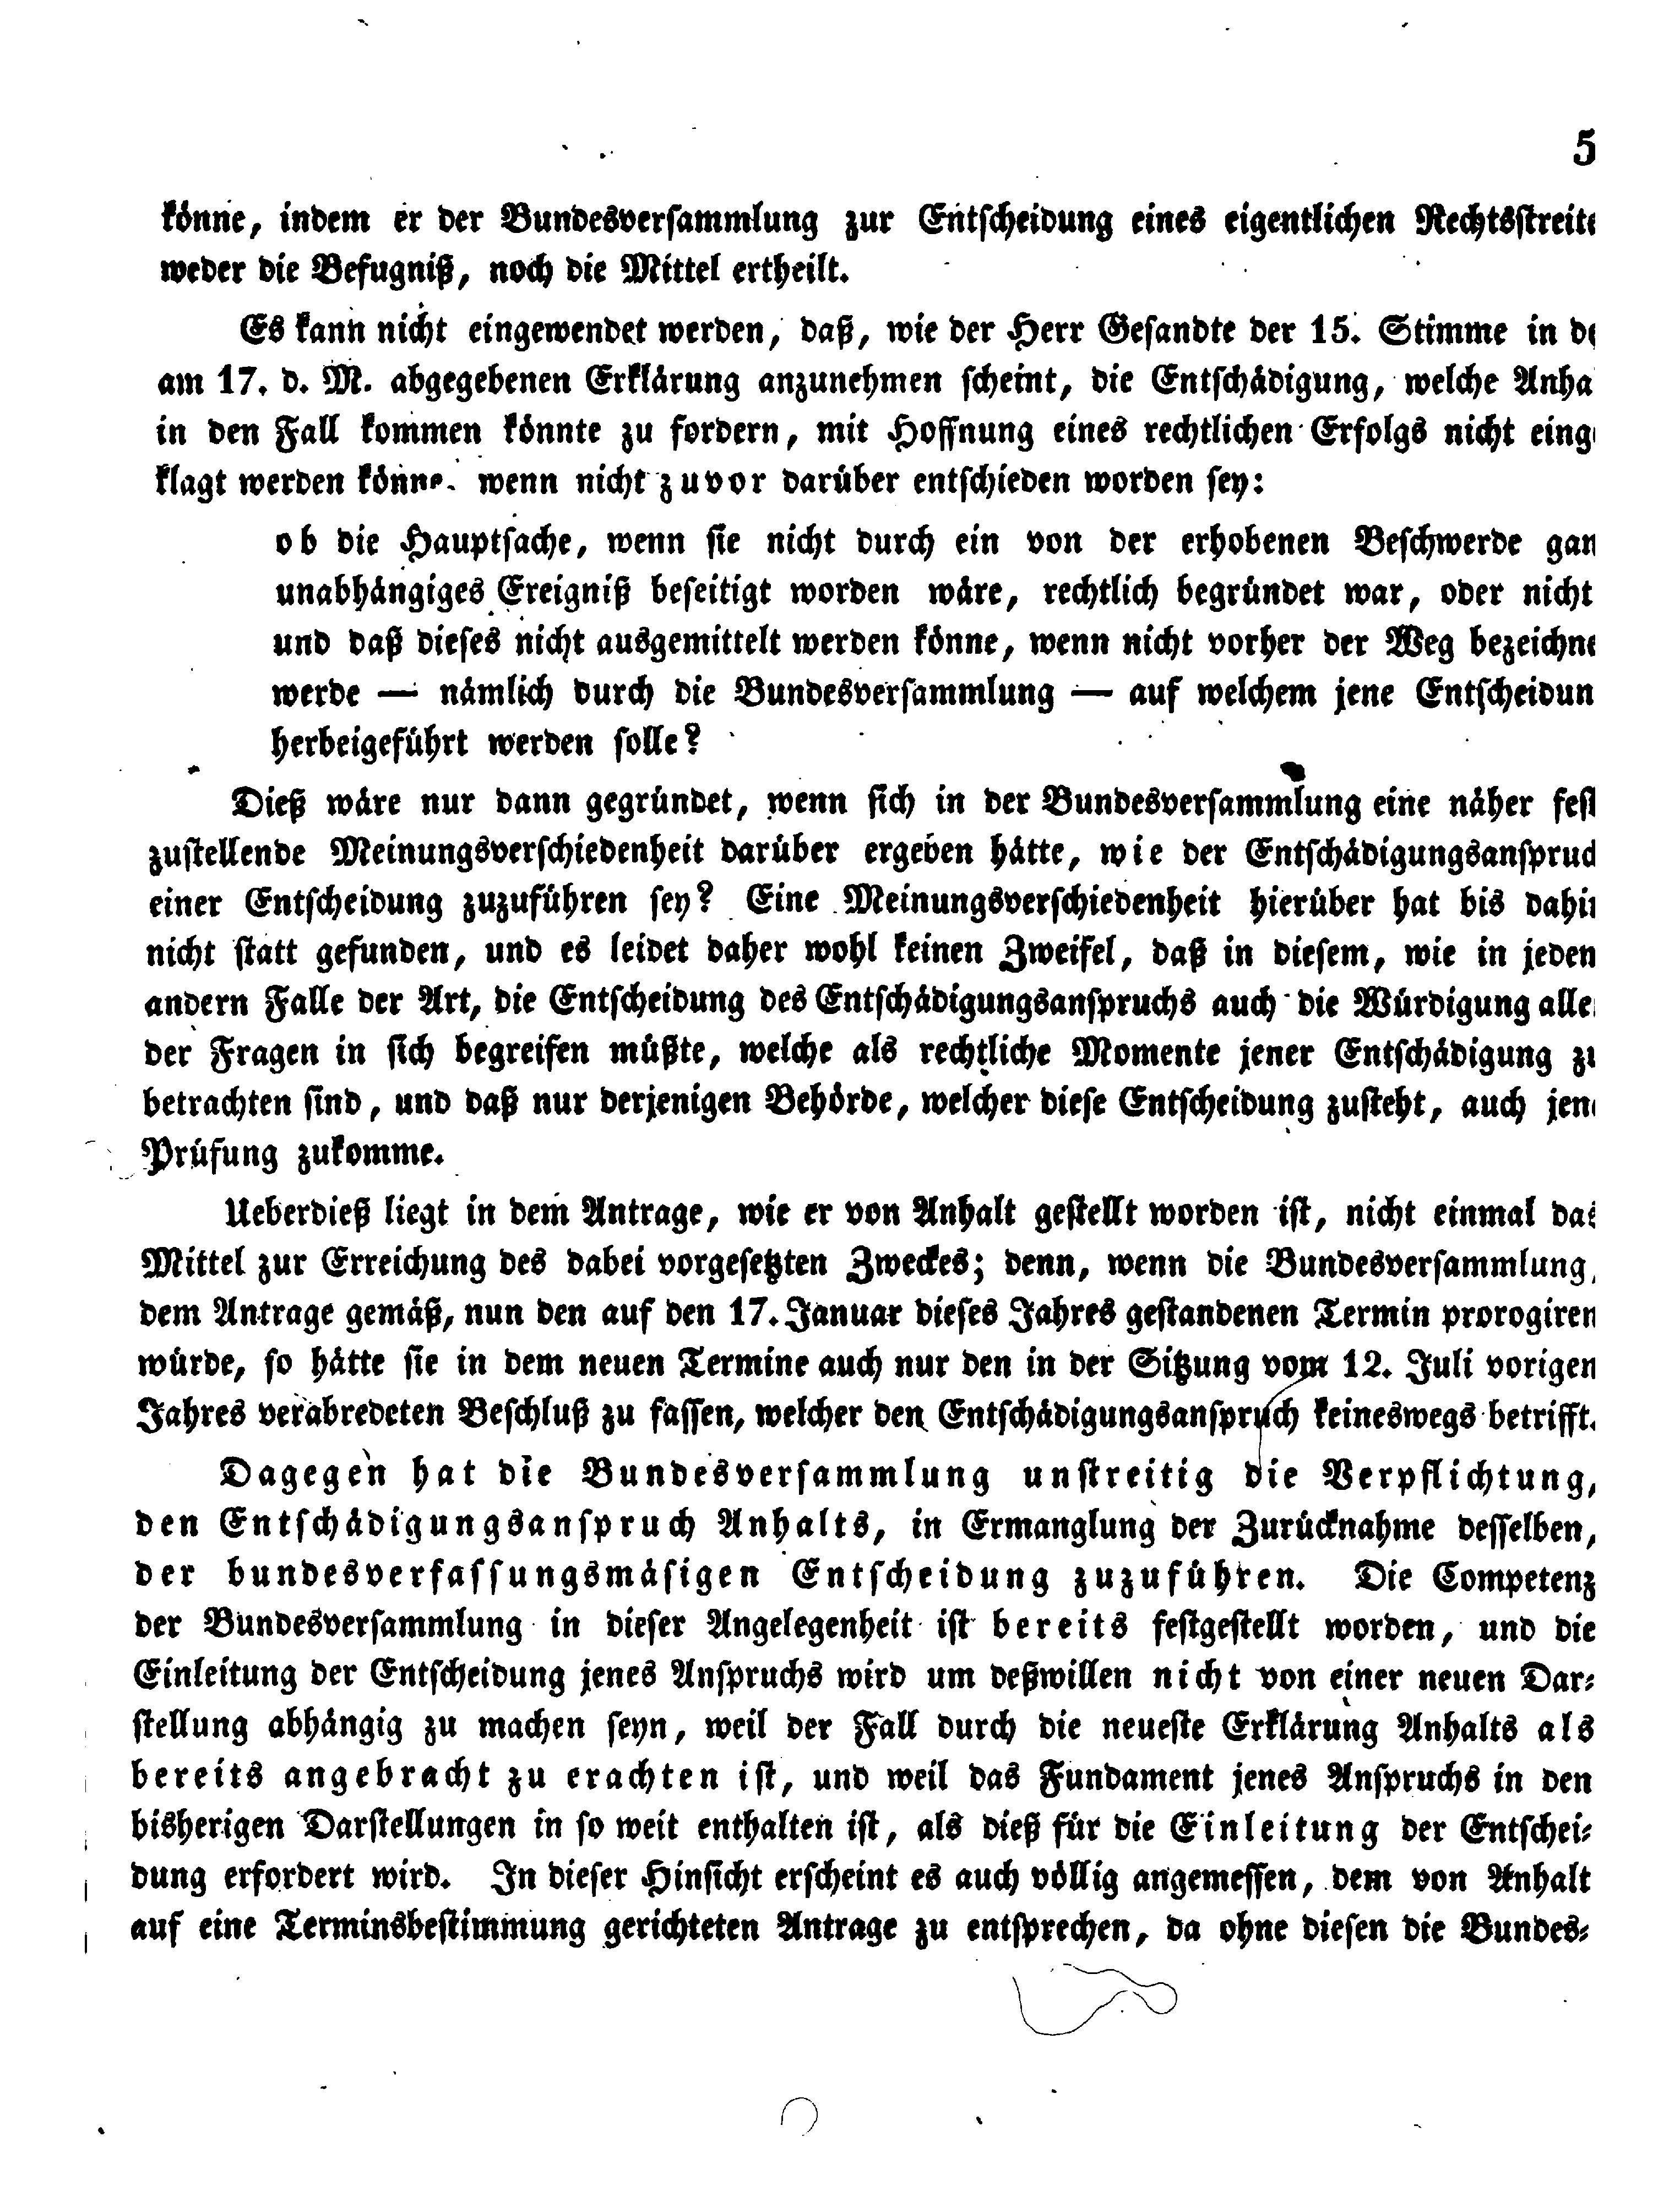 5
könne, indem er der Bundesversammlung zur Entscheidung eines eigentlichen Rechtsstreits
weder die Befugniß, noch die Mittel ertheilt.
Es kann nicht eingewendet werden, daß, wie der Herr Gesandte der 15. Stimme in de
am 17. d. M. abgegebenen Erklärung anzunehmen scheint, die Entschädigung, welche Anha
in den Fall kommen könnte zu fordern, mit Hoffnung eines rechtlichen Erfolgs nicht einge
klagt werden könne, wenn nicht zuvor darüber entschieden worden sey:
ob die Hauptsache, wenn sie nicht durch ein von der erhobenen Beschwerde gan
unabhängiges Ereigniß beseitigt worden wäre, rechtlich begründet war, oder nicht
und daß dieses nicht ausgemittelt werden könne, wenn nicht vorher der Weg bezeichne
werde — nämlich durch die Bundesversammlung — auf welchem jene Entscheidun
herbeigeführt werden solle?
Dieß wäre nur dann gegründet, wenn sich in der Bundesversammlung eine näher fest
zustellende Meinungsverschiedenheit darüber ergeben hätte, wie der Entschädigungsanspruc
einer Entscheidung zuzuführen sey? Eine Meinungsverschiedenheit hierüber hat bis dahin
nicht statt gefunden, und es leidet daher wohl keinen Zweifel, daß in diesem, wie in jeden
andern Falle der Art, die Entscheidung des Entschädigungsanspruchs auch die Würdigung alle
der Fragen in sich begreifen müßte, welche als rechtliche Momente jener Entschädigung zu
betrachten sind, und daß nur derjenigen Behörde, welcher diese Entscheidung zusteht, auch jene
Prüfung zukomme.
Ueberdieß liegt in dem Antrage, wie er von Anhalt gestellt worden ist, nicht einmal das
Mittel zur Erreichung des dabei vorgesetzten Zweckes; denn, wenn die Bundesversammlung,
dem Antrage gemäß, nun den auf den 17. Januar dieses Jahres gestandenen Termin prorogiren
würde, so hätte sie in dem neuen Termine auch nur den in der Sitzung vom 12. Juli vorigen
Jahres verabredeten Beschluß zu fassen, welcher den Entschädigungsanspruch keineswegs betrifft.
Dagegen hat die Bundesversammlung unstreitig die Verpflichtung,
den Entschädigungsanspruch Anhalts, in Ermanglung der Zurücknahme desselben,
der bundesverfassungsmäsigen Entscheidung zuzuführen. Die Competenz
der Bundesversammlung in dieser Angelegenheit ist bereits festgestellt worden, und die
Einleitung der Entscheidung jenes Anspruchs wird um deßwillen nicht von einer neuen Dar-
stellung abhängig zu machen seyn, weil der Fall durch die neueste Erklärung Anhalts als
bereits angebracht zu erachten ist, und weil das Fundament jenes Anspruchs in den
bisherigen Darstellungen in so weit enthalten ist, als dieß für die Einleitung der Entschei-
dung erfordert wird. In dieser Hinsicht erscheint es auch völlig angemessen, dem von Anhalt
auf eine Terminsbestimmung gerichteten Antrage zu entsprechen, da ohne diesen die Bundes-